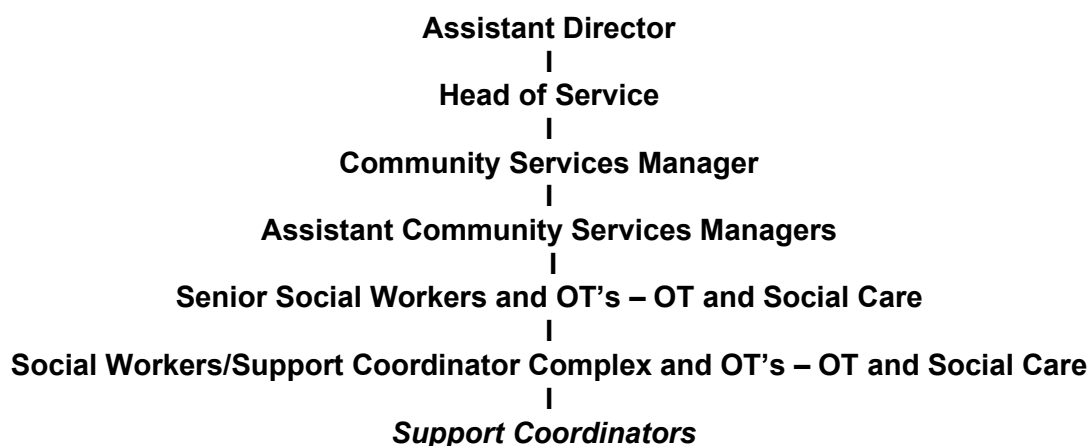 Assistant Director
I
Head of Service
I
Community Services Manager
I
Assistant Community Services Managers
I
Senior Social Workers and OT's – OT and Social Care
I
Social Workers/Support Coordinator Complex and OT's – OT and Social Care
I
Support Coordinators